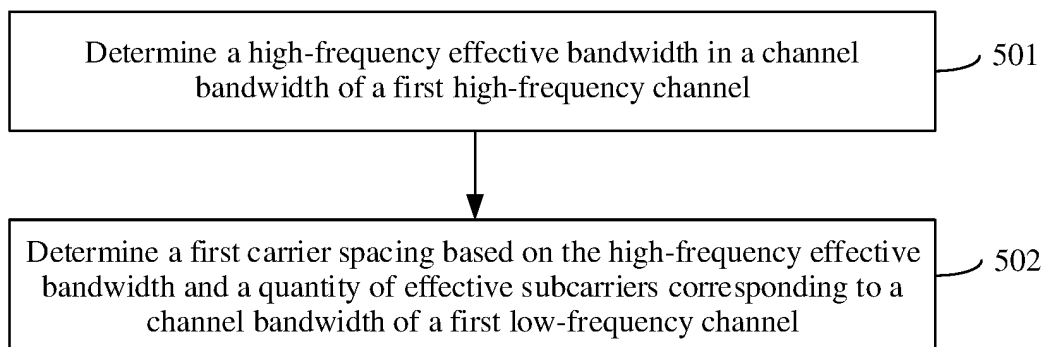 Determine a high-frequency effective bandwidth in a channel
bandwidth of a first high-frequency channel
501
Determine a first carrier spacing based on the high-frequency effective
bandwidth and a quantity of effective subcarriers corresponding to a
channel bandwidth of a first low-frequency channel
502